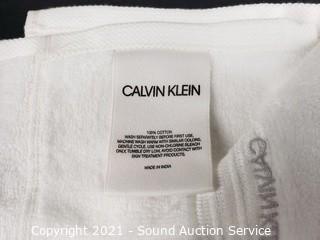 CALVIN KLEIN
100% COTTON
WASH SEPARATELY BEFORE FIRST USE,
MACHINE WASH WARM WITH SIMILAR COLORS,
GENTLE CYCLE. USE NON-CHLORINE BLEACH
ONLY, TUMBLE DRY LOW, AVOID CONTACT WITH
SKIN TREATMENT PRODUCTS.
MADE IN INDIA
CALVIN K
Copyright 2021 - Sound Auction Service